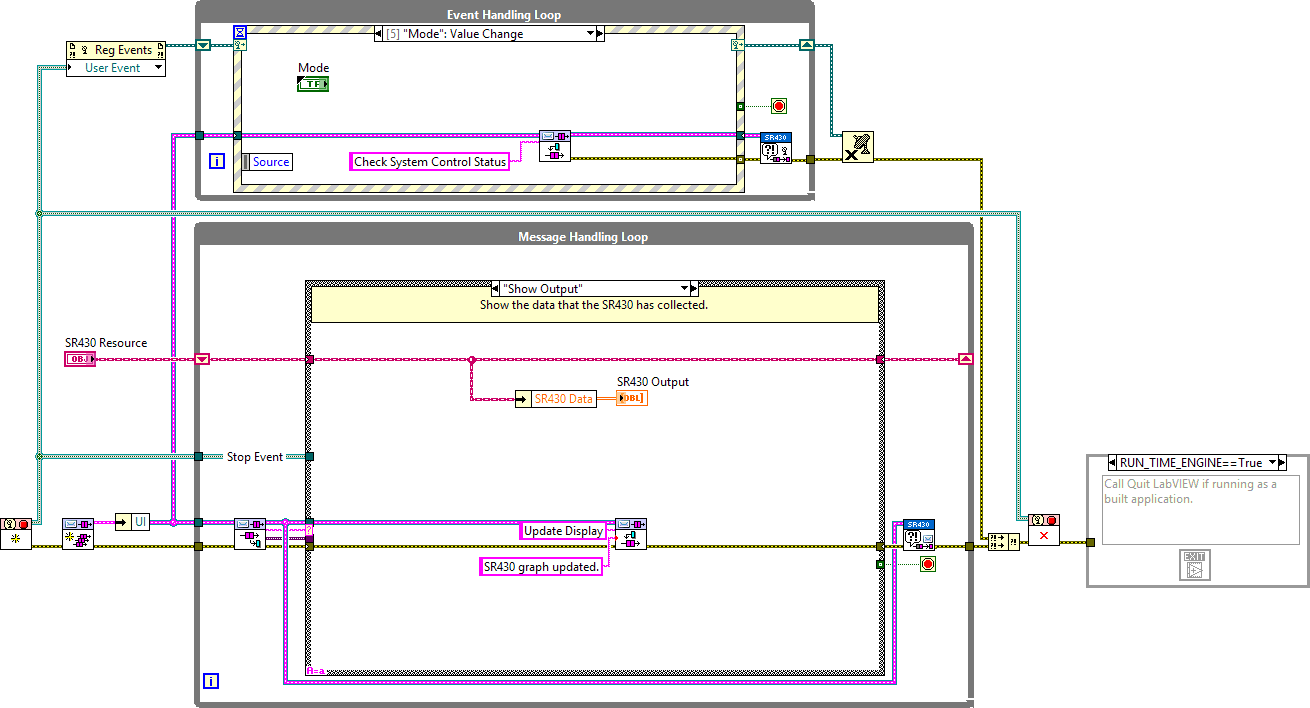 Event Handling Loop
[5] "Mode": Value Change
Reg Events
User Event
Mode
TF
SR430
i
Source
Check System Control Status
Message Handling Loop
"Show Output"
Show the data that the SR430 has collected.
SR430 Resource
OBJ
SR430 Output
SR430 Data
DBL]
Stop Event
RUN_TIME_ENGINE==True
Call Quit LabVIEW if running as a
built application.
UI
Update Display
SR430
SR430 graph updated.
EXIT
A=a
i